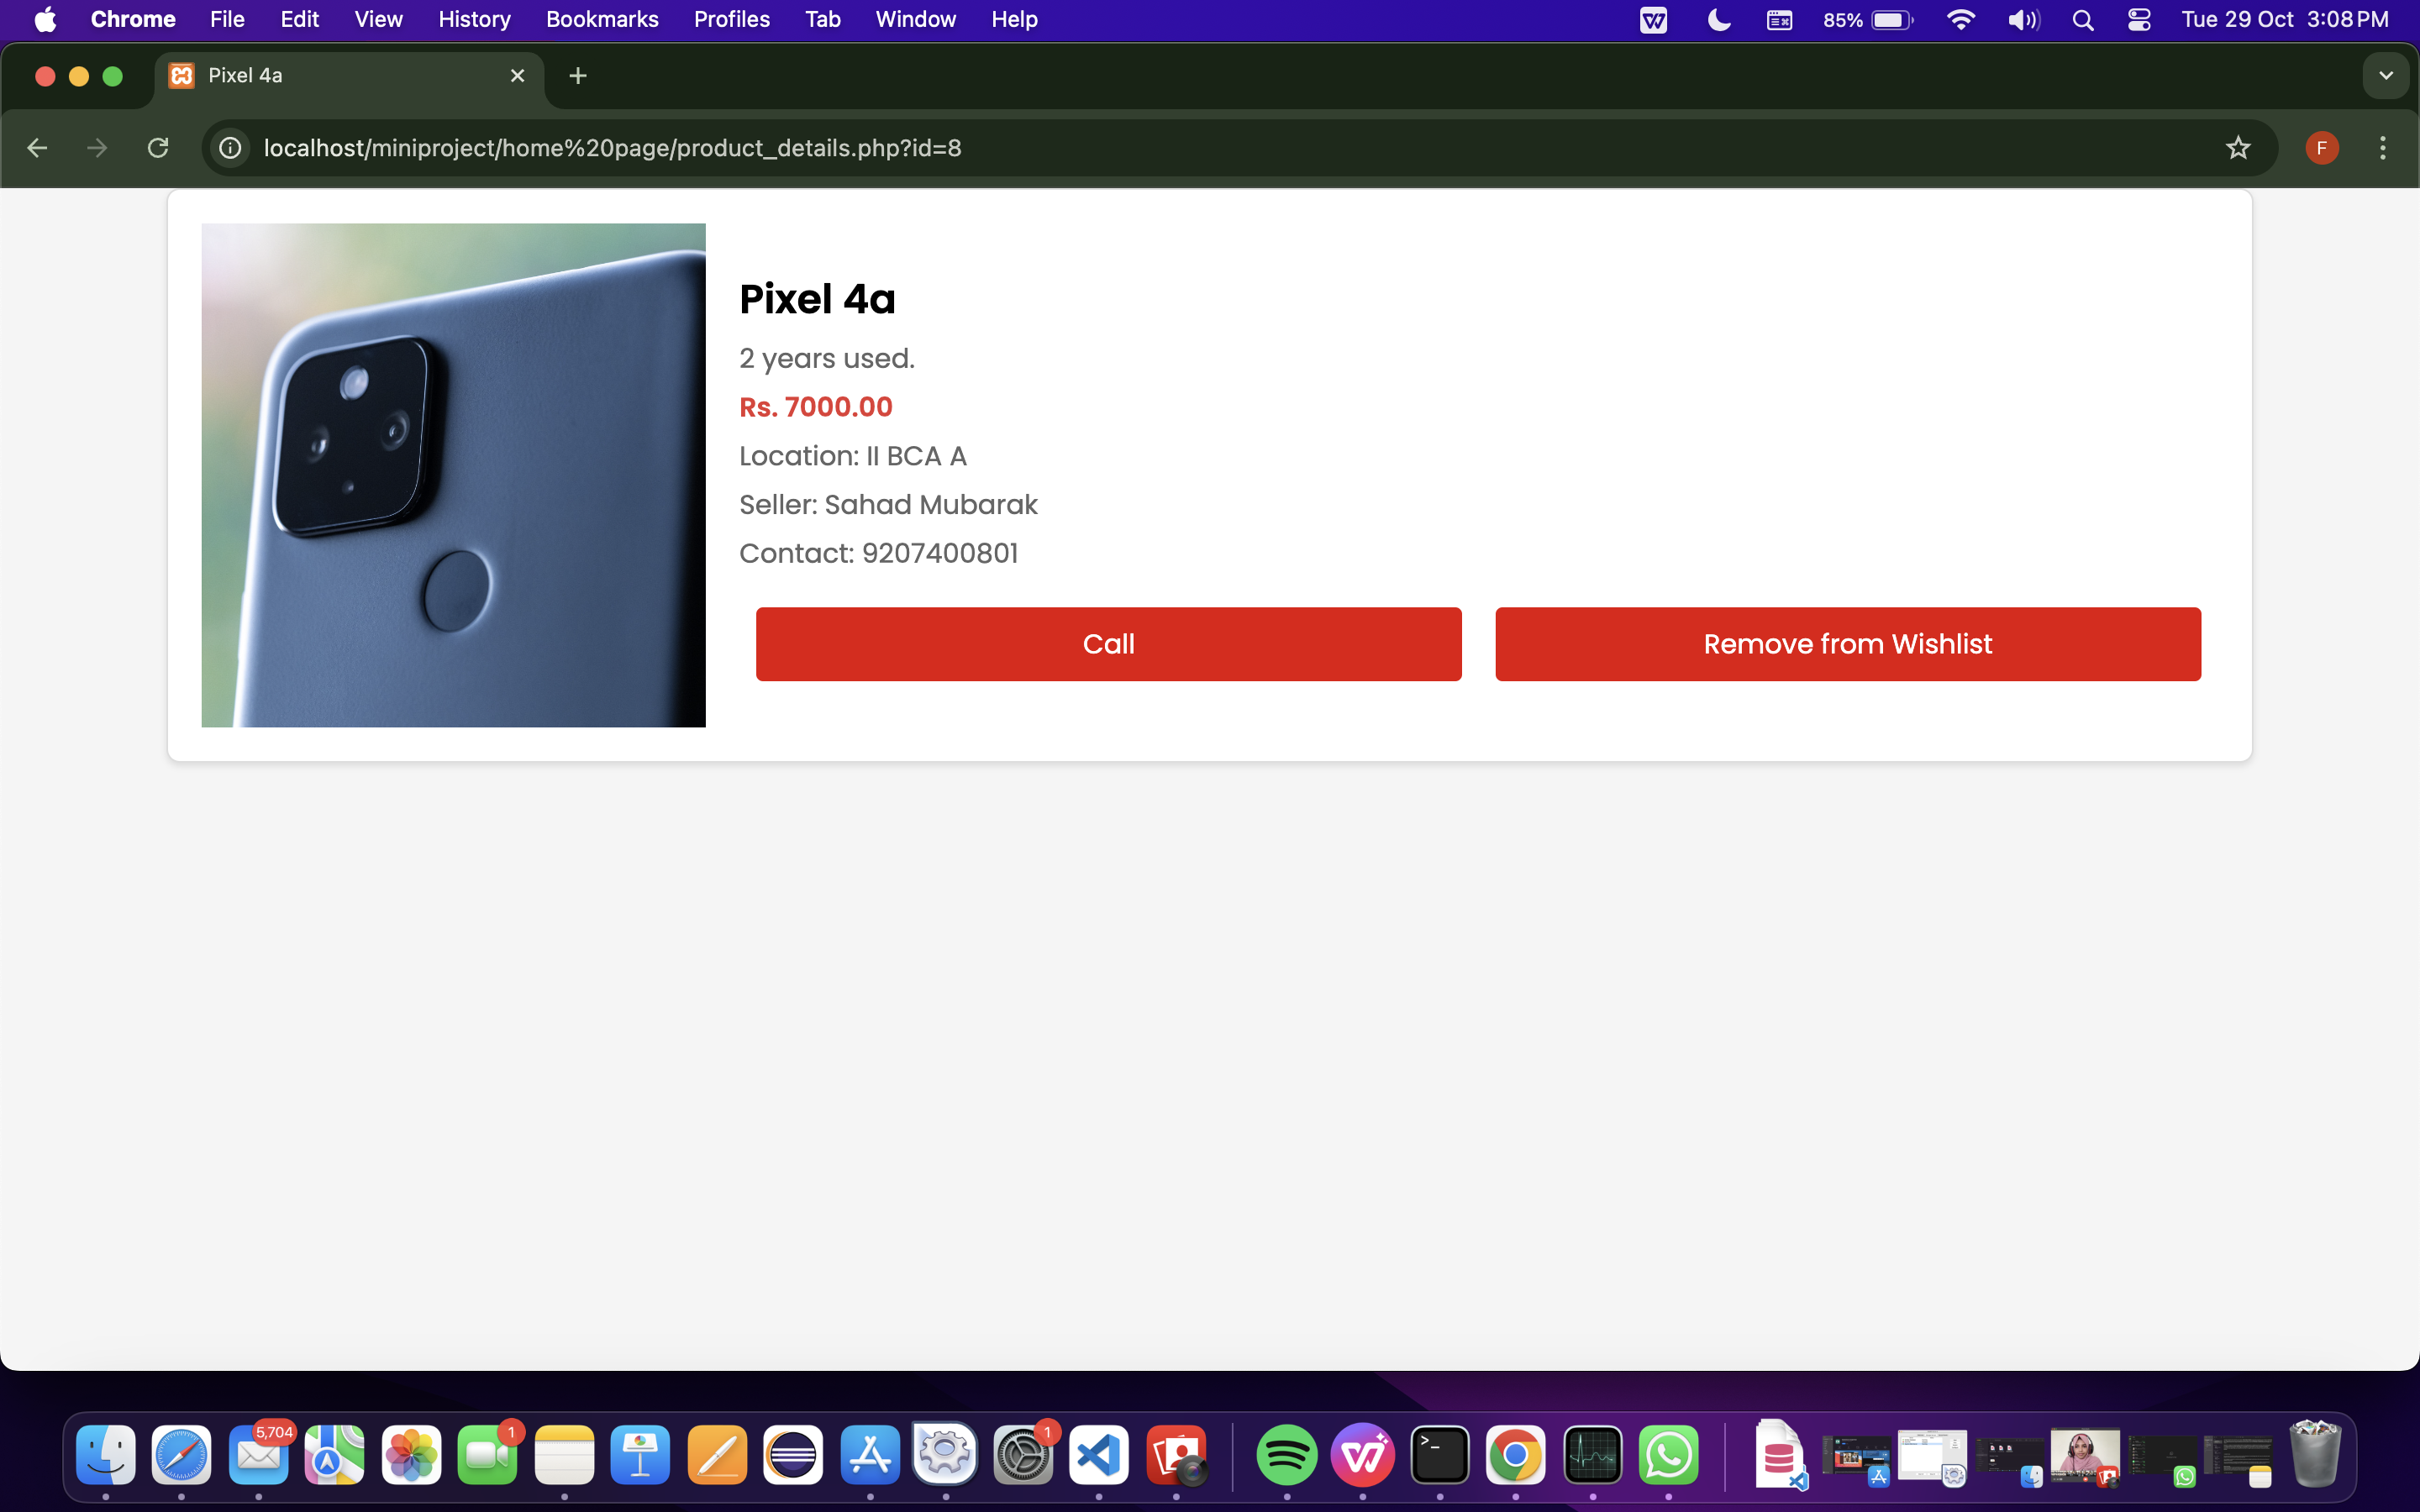 Chrome File Edit View History Bookmarks Profiles Tab Window Help 85% Tue 29 Oct 3:08 PM
Pixel 4a
localhost/miniproject/home%20page/product_details.php?id=8 F
Pixel 4a
2 years used.
Rs. 7000.00
Location: II BCA A
Seller: Sahad Mubarak
Contact: 9207400801
Call Remove from Wishlist
5,704 1 1